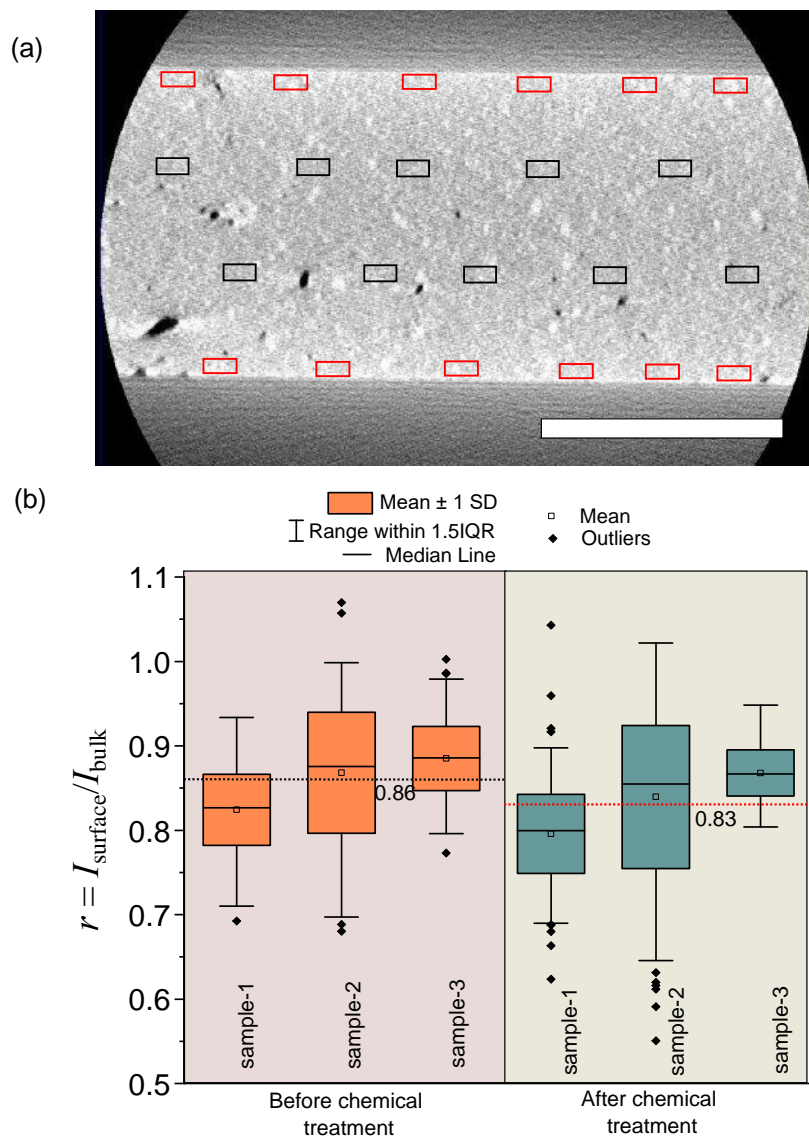 (a)
(b)
Mean ± 1 SD
Range within 1.5IQR
Median Line
Mean
Outliers
1.1
1.0
0.9
0.8
0.7
0.6
0.5
r = I_surface/I_bulk
0.86
0.83
sample-1
sample-2
sample-3
sample-1
sample-2
sample-3
Before chemical
treatment
After chemical
treatment